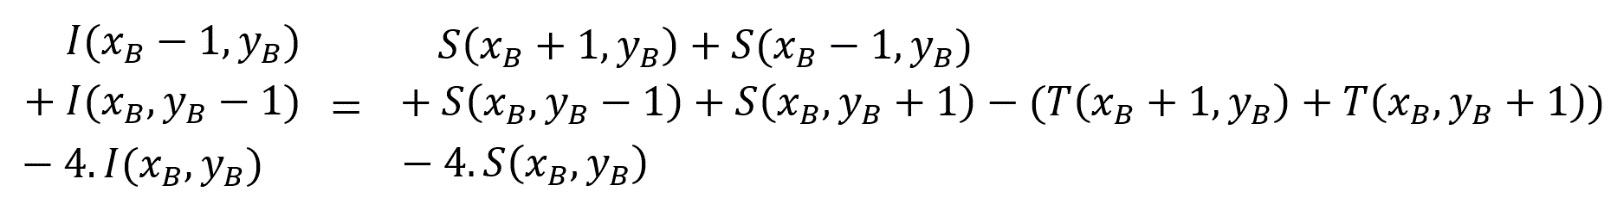 I(x_B − 1, y_B) S(x_B + 1, y_B) + S(x_B − 1, y_B)
+ I(x_B, y_B − 1) = + S(x_B, y_B − 1) + S(x_B, y_B + 1) − (T(x_B + 1, y_B) + T(x_B, y_B + 1))
− 4. I(x_B, y_B) − 4. S(x_B, y_B)